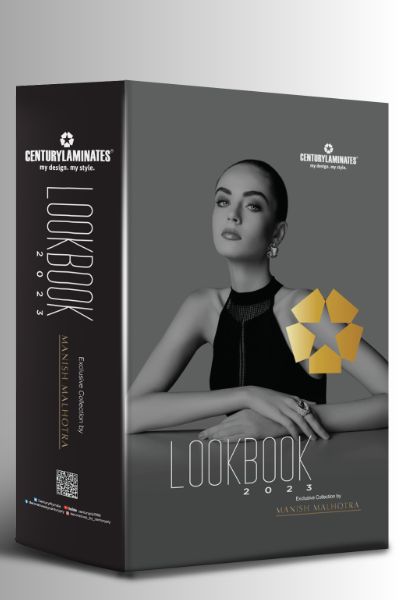 CENTURYLAMINATES®
my design. my style.
LOOKBOOK
2023
Exclusive Collection by
MANISH MALHOTRA
CENTURYLAMINATES®
my design. my style.
LOOKBOOK
2023
Exclusive Collection by
MANISH MALHOTRA